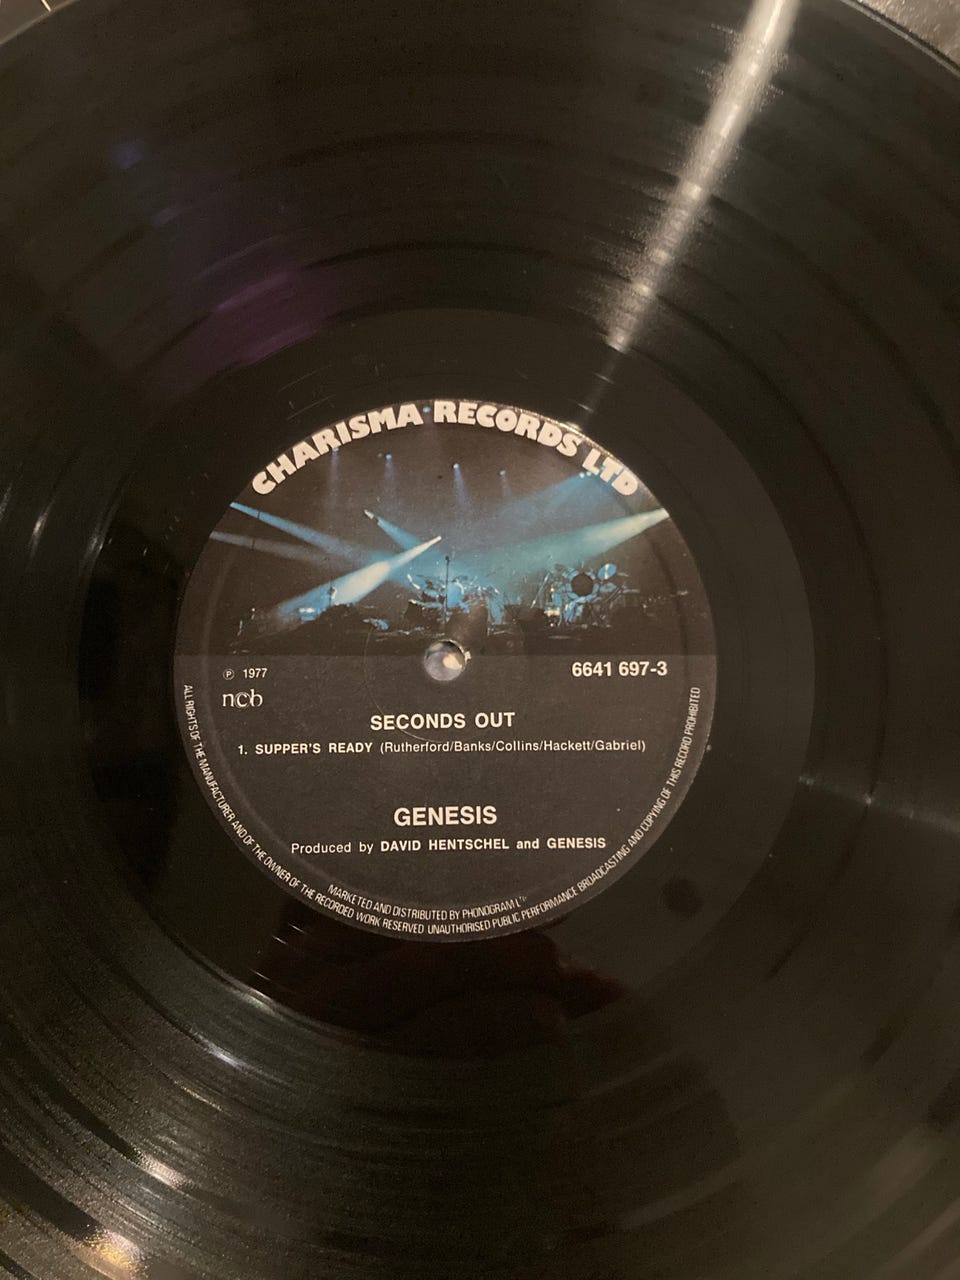 CHARISMA RECORDS LTD
Ⓟ 1977
6641 697-3
ncb
SECONDS OUT
1. SUPPER'S READY (Rutherford/Banks/Collins/Hackett/Gabriel)
GENESIS
Produced by DAVID HENTSCHEL and GENESIS
MARKETED AND DISTRIBUTED BY PHONOGRAM LTD
ALL RIGHTS OF THE MANUFACTURER AND OF THE OWNER OF THE RECORDED WORK RESERVED UNAUTHORISED PUBLIC PERFORMANCE BROADCASTING AND COPYING OF THIS RECORD PROHIBITED